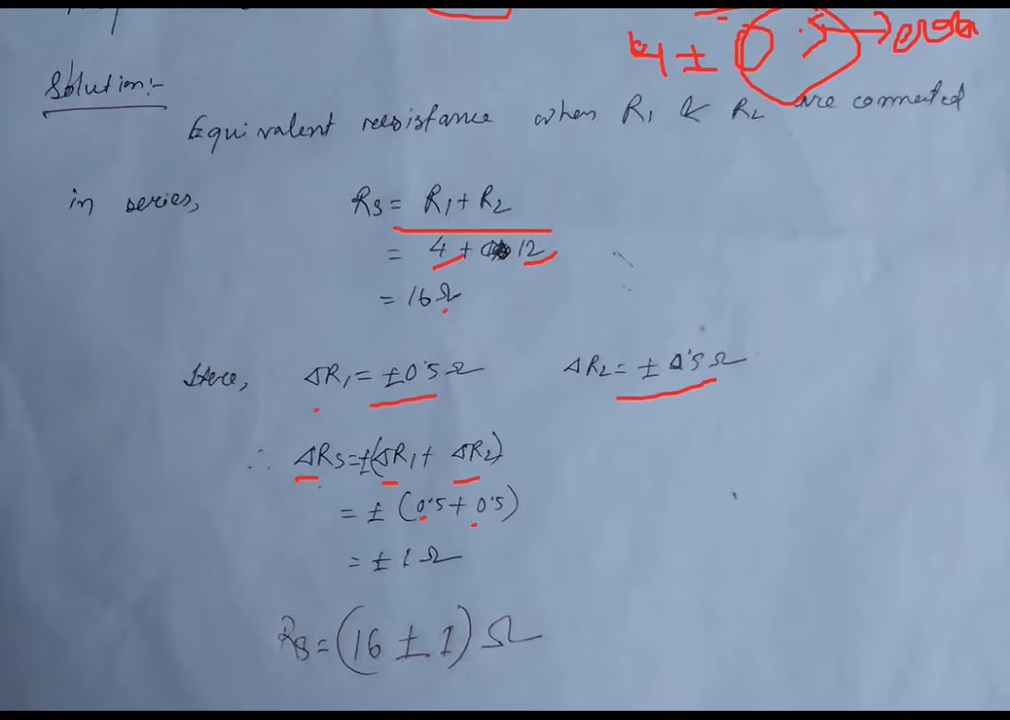 4 ± 0.5 → error
Solution:-
Equivalent resistance when R₁ & R₂ are connected
in series, Rs = R₁ + R₂
= 4 + 12
= 16 Ω
Here, ΔR₁ = ±0.5 Ω ΔR₂ = ± 0.5 Ω
∴ ΔRs = ±(ΔR₁ + ΔR₂)
= ± (0.5 + 0.5)
= ± 1 Ω
Rs = (16 ± 1) Ω